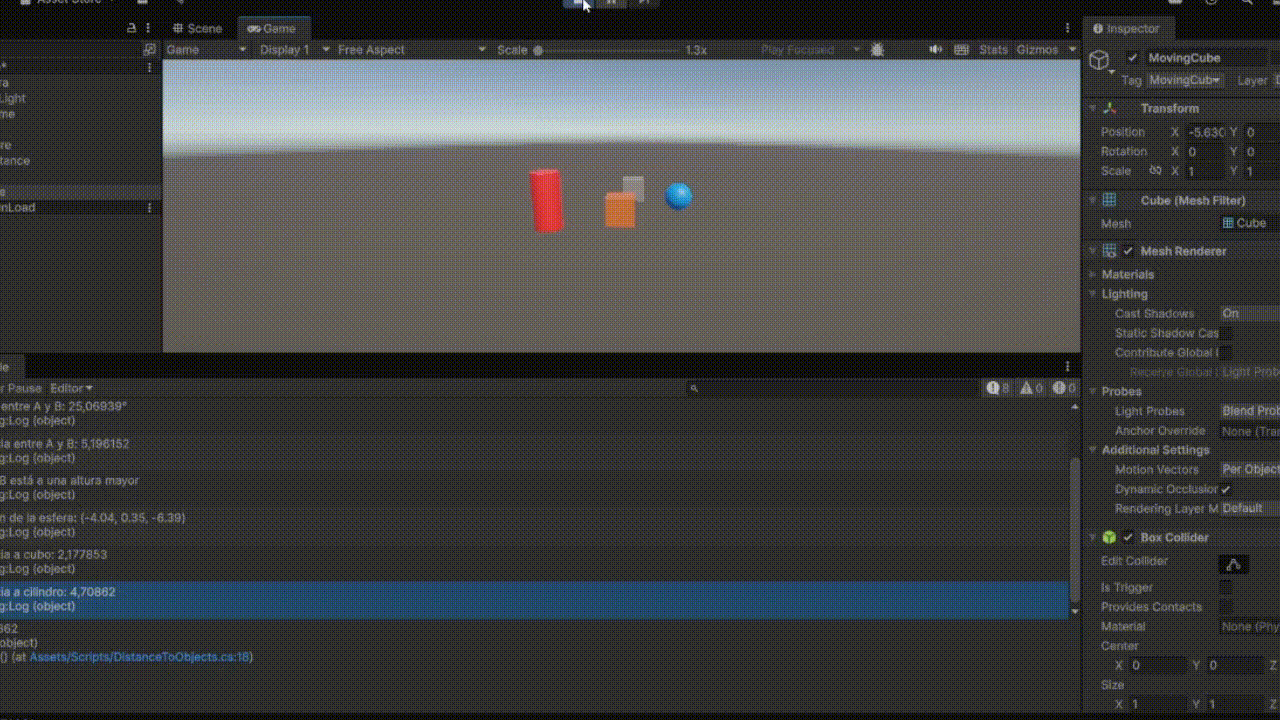 Asset Store
Scene
Game
Game
Display 1
Free Aspect
Scale
1.3x
Play Focused
Stats
Gizmos
Light
nLoad
Pause
Editor
8
0
0
entre A y B: 25,06939°
g:Log (object)
ia entre A y B: 5,196152
g:Log (object)
B está a una altura mayor
g:Log (object)
n de la esfera: (-4.04, 0.35, -6.39)
g:Log (object)
ia a cubo: 2,177853
g:Log (object)
ia a cilindro: 4,70862
g:Log (object)
862
object)
() (at Assets/Scripts/DistanceToObjects.cs:18)
Inspector
MovingCube
Tag MovingCub Layer
Transform
Position X -5.630 Y 0
Rotation X 0 Y 0
Scale X 1 Y 1
Cube (Mesh Filter)
Mesh Cube
Mesh Renderer
Materials
Lighting
Cast Shadows On
Static Shadow Cas
Contribute Global I
Receive Global I Light Prob
Probes
Light Probes Blend Prob
Anchor Override None (Tran
Additional Settings
Motion Vectors Per Object
Dynamic Occlusion
Rendering Layer M Default
Box Collider
Edit Collider
Is Trigger
Provides Contacts
Material None (Phy
Center
X 0 Y 0 Z
Size
X 1 Y 1 Z